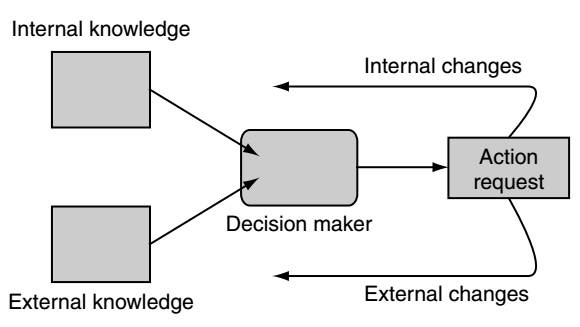 Internal knowledge
Internal changes
Action
request
Decision maker
External knowledge
External changes